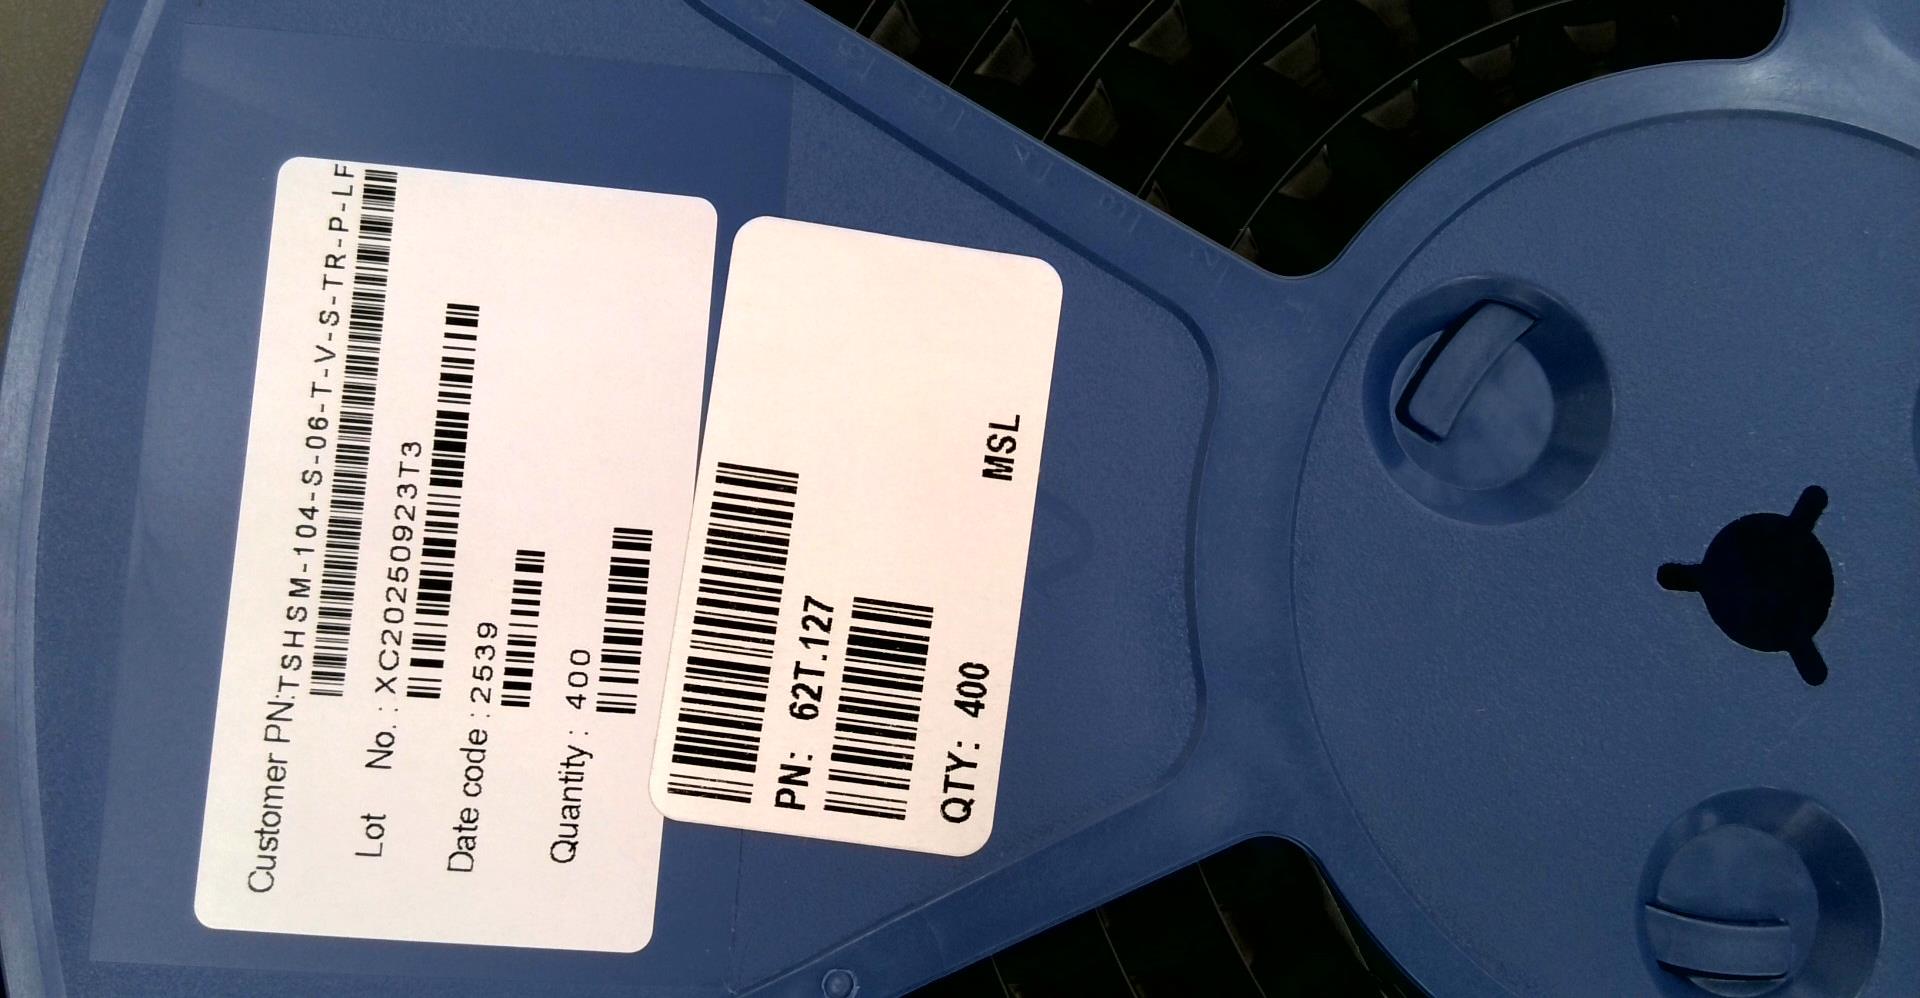 Customer PN:TSHSM-104-S-06-T-V-S-TR-P-LF
Lot No.: XC20250923T3
Date code: 2539
Quantity: 400
PN: 62T.127
QTY: 400 MSL